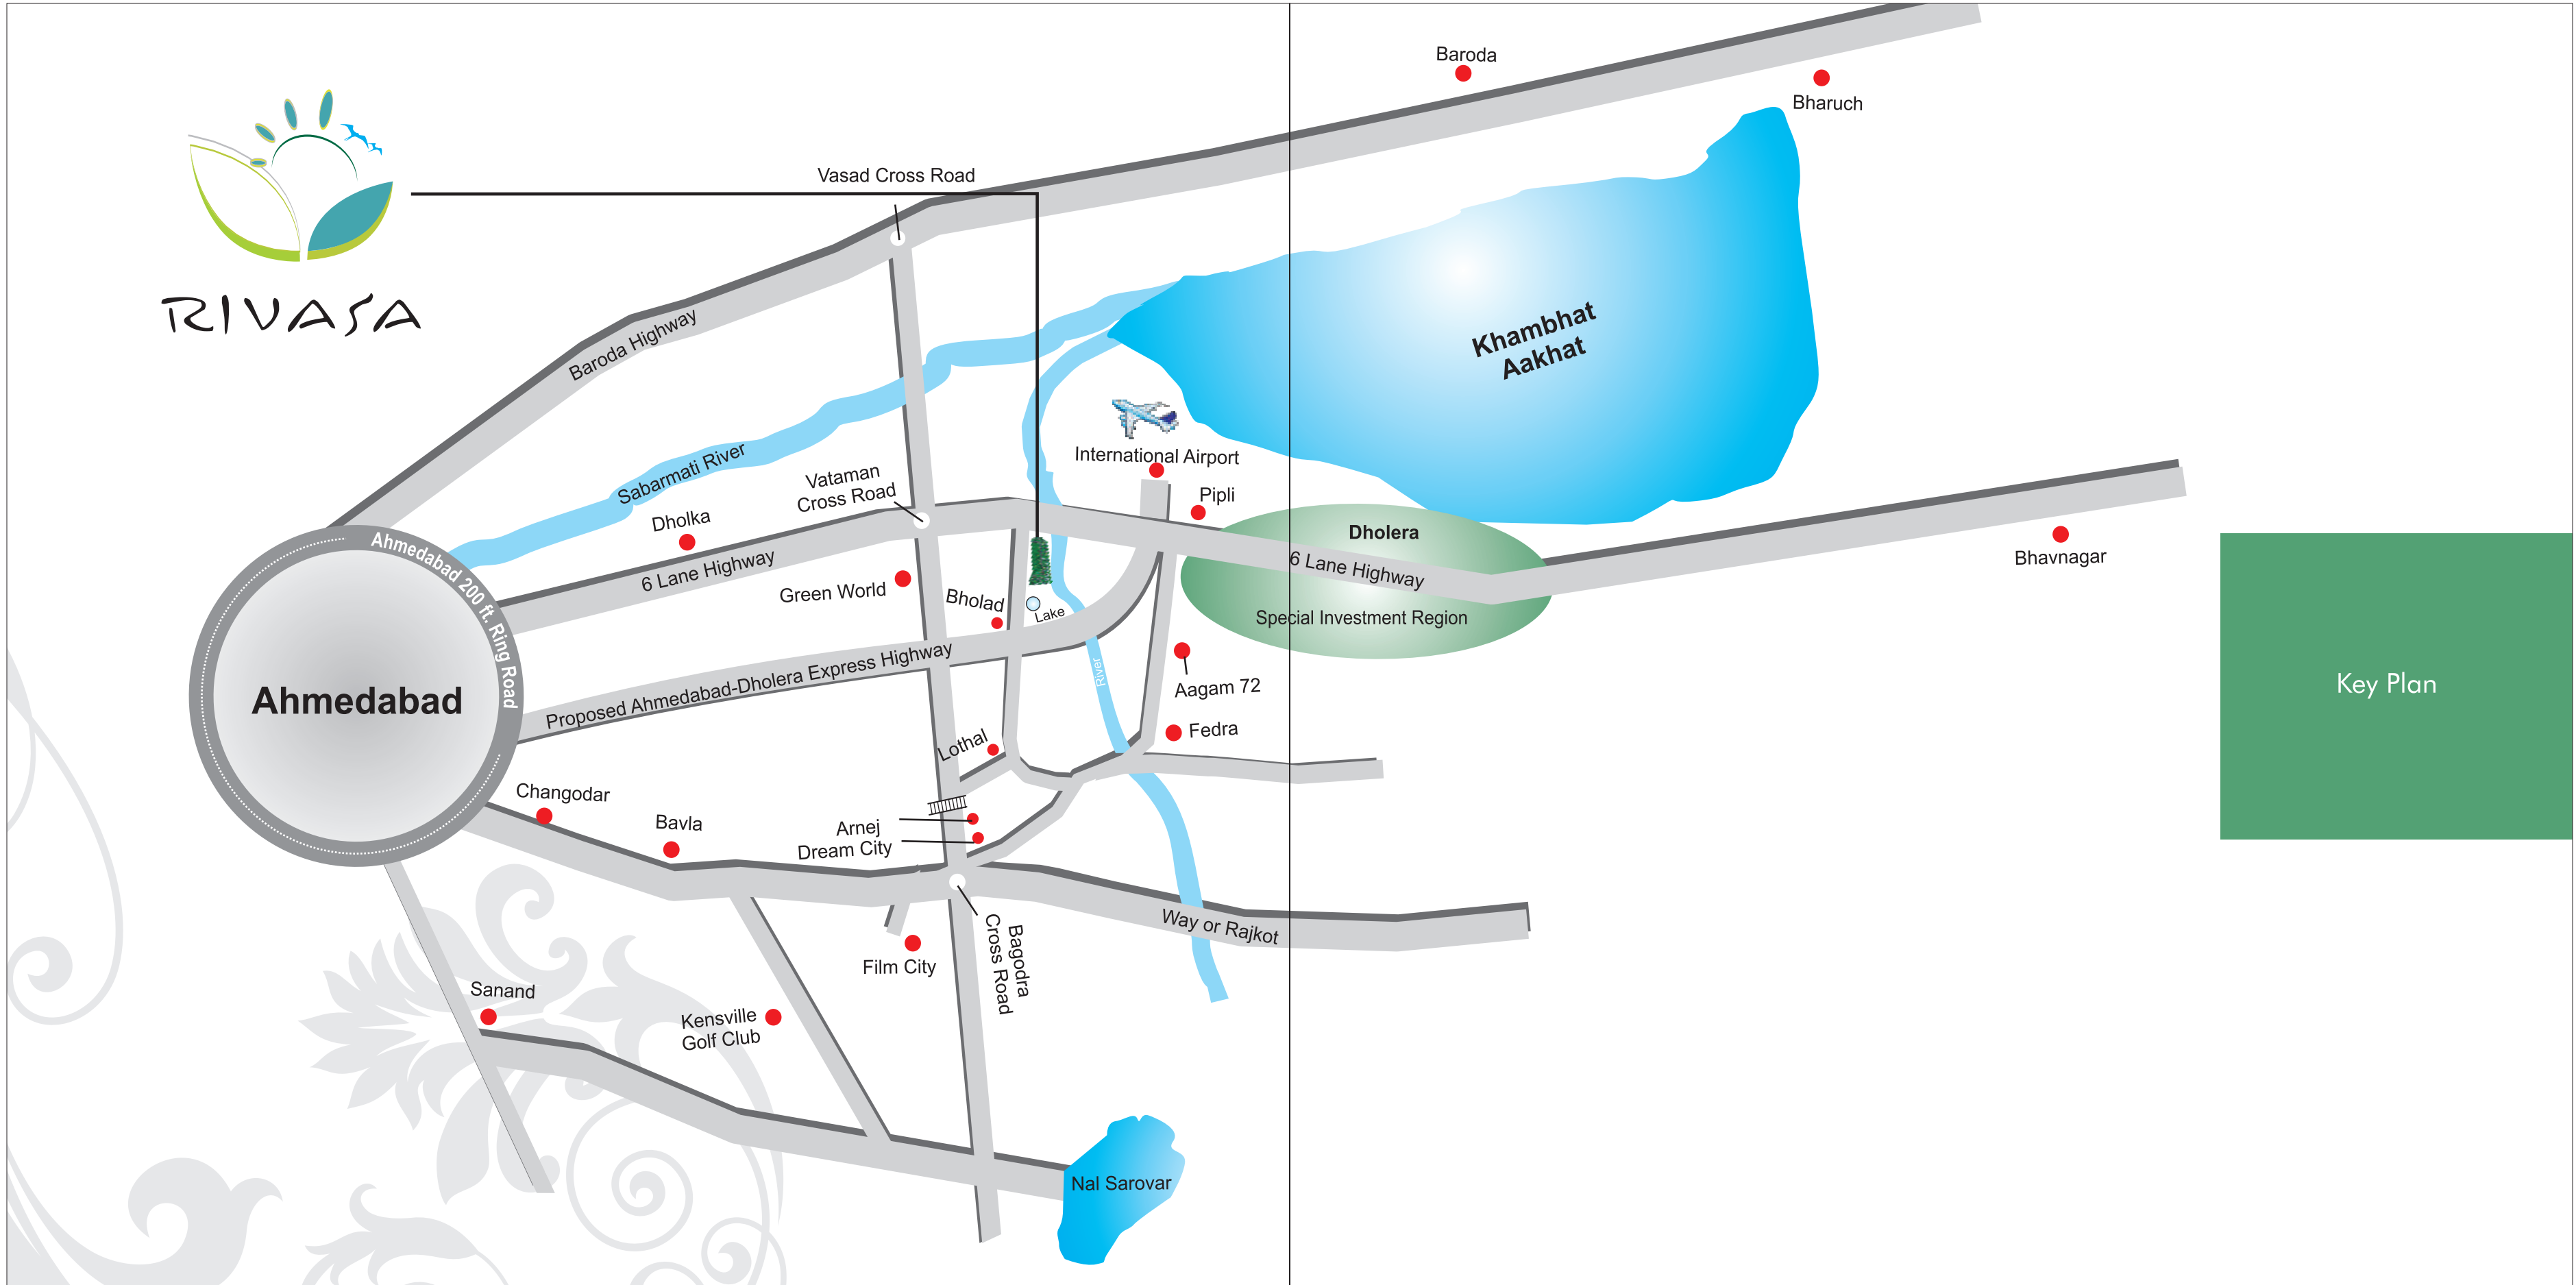 Baroda
Bharuch
Vasad Cross Road
RIVASA
Baroda Highway
Khambhat
Aakhat
Sabarmati River
International Airport
Vataman
Cross Road
Pipli
Dholka
Dholera
Bhavnagar
Ahmedabad 200 ft. Ring Road
6 Lane Highway
6 Lane Highway
Green World
Bholad
Lake
Special Investment Region
Proposed Ahmedabad-Dholera Express Highway
River
Aagam 72
Key Plan
Ahmedabad
Fedra
Lothal
Changodar
Bavla
Arnej
Dream City
Way or Rajkot
Bagodra
Cross Road
Film City
Sanand
Kensville
Golf Club
Nal Sarovar